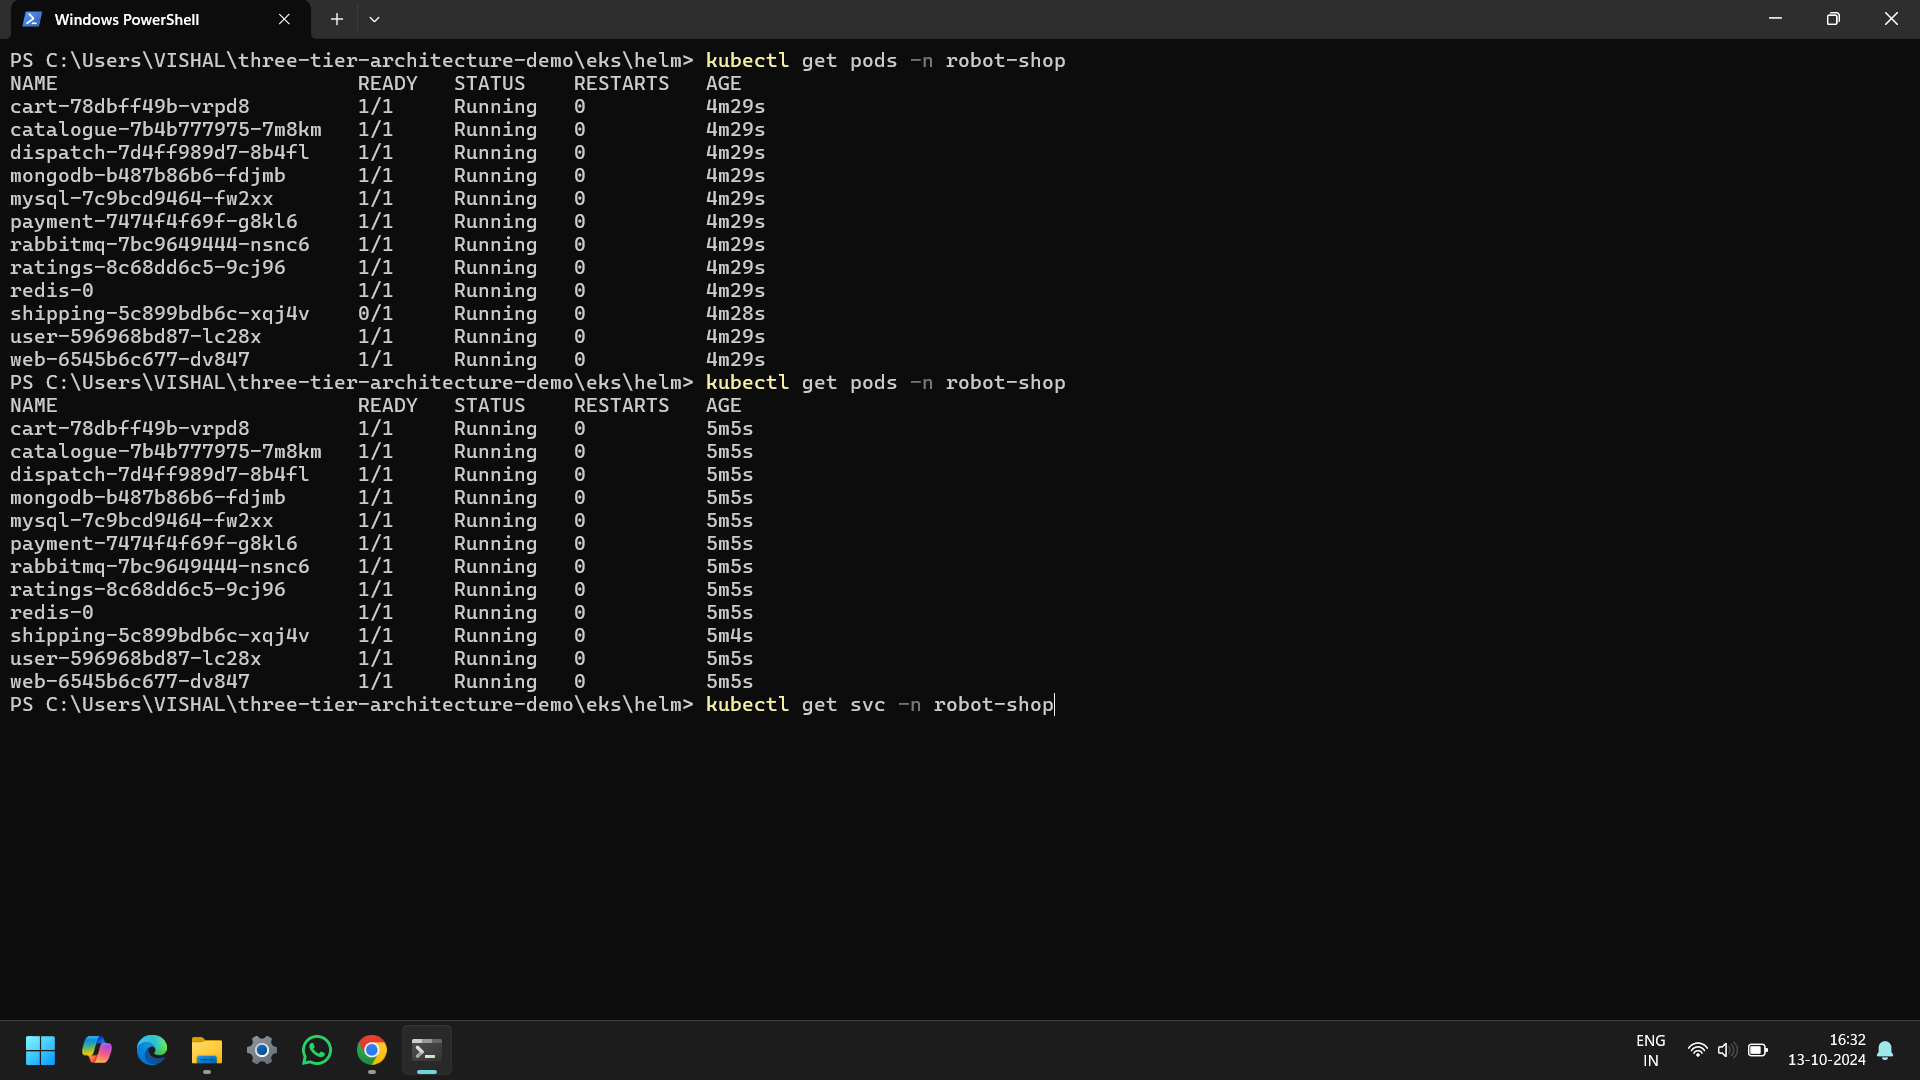 Windows PowerShell
PS C:\Users\VISHAL\three-tier-architecture-demo\eks\helm> kubectl get pods -n robot-shop
NAME READY STATUS RESTARTS AGE
cart-78dbff49b-vrpd8 1/1 Running 0 4m29s
catalogue-7b4b777975-7m8km 1/1 Running 0 4m29s
dispatch-7d4ff989d7-8b4fl 1/1 Running 0 4m29s
mongodb-b487b86b6-fdjmb 1/1 Running 0 4m29s
mysql-7c9bcd9464-fw2xx 1/1 Running 0 4m29s
payment-7474f4f69f-g8kl6 1/1 Running 0 4m29s
rabbitmq-7bc9649444-nsnc6 1/1 Running 0 4m29s
ratings-8c68dd6c5-9cj96 1/1 Running 0 4m29s
redis-0 1/1 Running 0 4m29s
shipping-5c899bdb6c-xqj4v 0/1 Running 0 4m28s
user-596968bd87-lc28x 1/1 Running 0 4m29s
web-6545b6c677-dv847 1/1 Running 0 4m29s
PS C:\Users\VISHAL\three-tier-architecture-demo\eks\helm> kubectl get pods -n robot-shop
NAME READY STATUS RESTARTS AGE
cart-78dbff49b-vrpd8 1/1 Running 0 5m5s
catalogue-7b4b777975-7m8km 1/1 Running 0 5m5s
dispatch-7d4ff989d7-8b4fl 1/1 Running 0 5m5s
mongodb-b487b86b6-fdjmb 1/1 Running 0 5m5s
mysql-7c9bcd9464-fw2xx 1/1 Running 0 5m5s
payment-7474f4f69f-g8kl6 1/1 Running 0 5m5s
rabbitmq-7bc9649444-nsnc6 1/1 Running 0 5m5s
ratings-8c68dd6c5-9cj96 1/1 Running 0 5m5s
redis-0 1/1 Running 0 5m5s
shipping-5c899bdb6c-xqj4v 1/1 Running 0 5m4s
user-596968bd87-lc28x 1/1 Running 0 5m5s
web-6545b6c677-dv847 1/1 Running 0 5m5s
PS C:\Users\VISHAL\three-tier-architecture-demo\eks\helm> kubectl get svc -n robot-shop
ENG
IN
16:32
13-10-2024